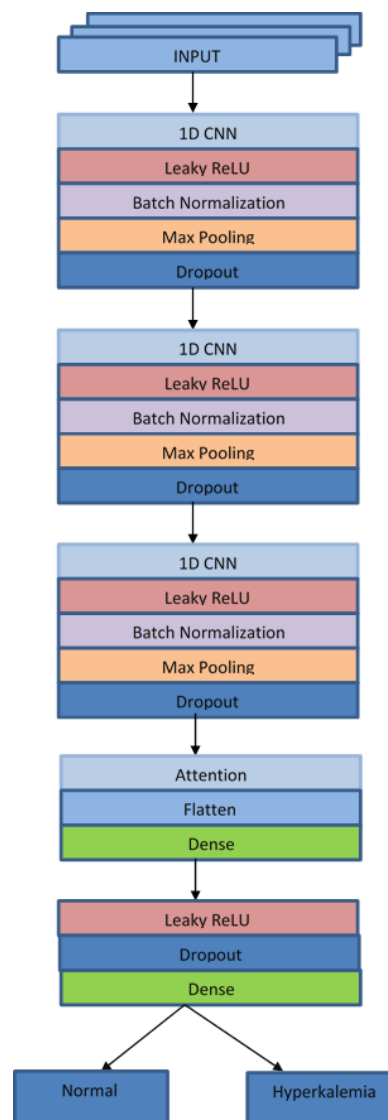 INPUT
1D CNN
Leaky ReLU
Batch Normalization
Max Pooling
Dropout
1D CNN
Leaky ReLU
Batch Normalization
Max Pooling
Dropout
1D CNN
Leaky ReLU
Batch Normalization
Max Pooling
Dropout
Attention
Flatten
Dense
Leaky ReLU
Dropout
Dense
Normal
Hyperkalemia